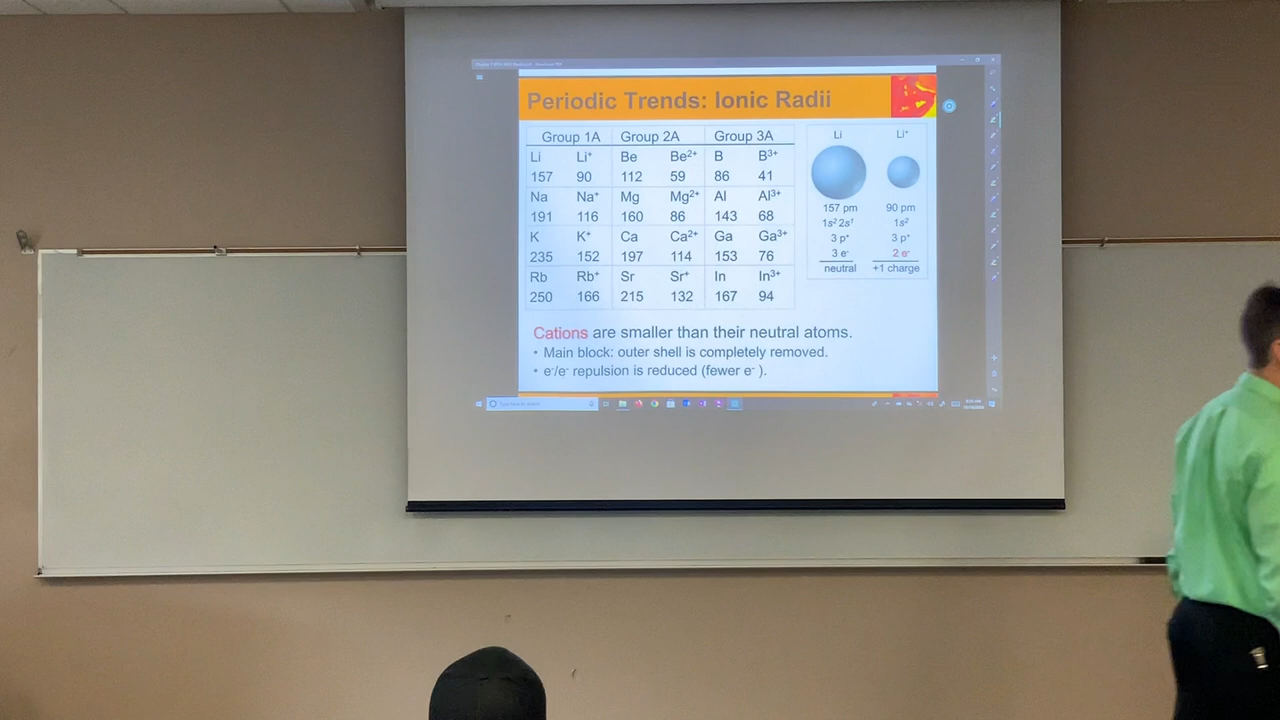 Periodic Trends: Ionic Radii
Group 1A Group 2A Group 3A
Li Li⁺ Be Be²⁺ B B³⁺
157 90 112 59 86 41
Na Na⁺ Mg Mg²⁺ Al Al³⁺
191 116 160 86 143 68
K K⁺ Ca Ca²⁺ Ga Ga³⁺
235 152 197 114 153 76
Rb Rb⁺ Sr Sr⁺ In In³⁺
250 166 215 132 167 94
Li Li⁺
157 pm 90 pm
1s²2s¹ 1s²
3 p⁺ 3 p⁺
3 e⁻ 2 e⁻
neutral +1 charge
Cations are smaller than their neutral atoms.
• Main block: outer shell is completely removed.
• e⁻/e⁻ repulsion is reduced (fewer e⁻ ).